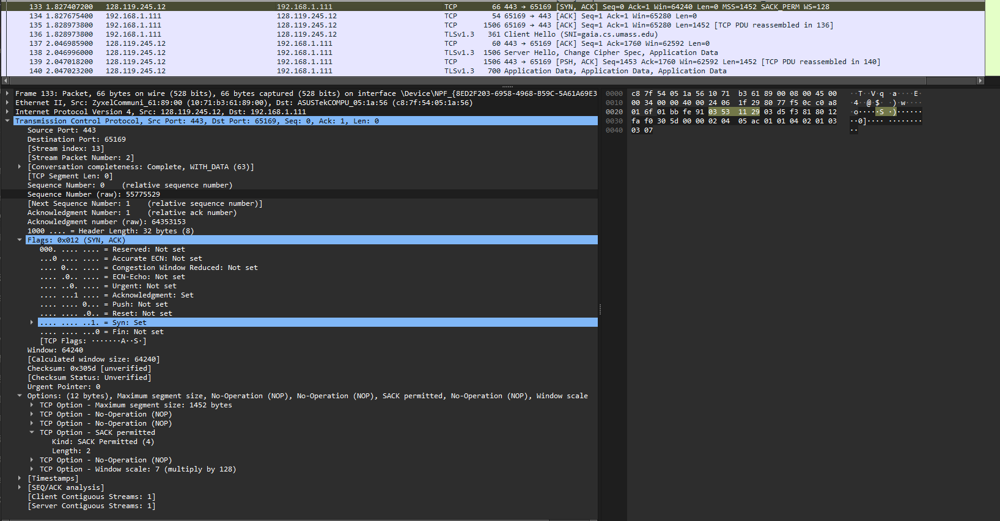 133 1.827407200 128.119.245.12 192.168.1.111 TCP 66 443 → 65169 [SYN, ACK] Seq=0 Ack=1 Win=64240 Len=0 MSS=1452 SACK_PERM WS=128
134 1.827675400 192.168.1.111 128.119.245.12 TCP 54 65169 → 443 [ACK] Seq=1 Ack=1 Win=65280 Len=0
135 1.828973800 192.168.1.111 128.119.245.12 TCP 1506 65169 → 443 [ACK] Seq=1 Ack=1 Win=65280 Len=1452 [TCP PDU reassembled in 136]
136 1.828973800 192.168.1.111 128.119.245.12 TLSv1.3 361 Client Hello (SNI=gaia.cs.umass.edu)
137 2.046985900 128.119.245.12 192.168.1.111 TCP 60 443 → 65169 [ACK] Seq=1 Ack=1760 Win=62592 Len=0
138 2.046996000 128.119.245.12 192.168.1.111 TLSv1.3 1506 Server Hello, Change Cipher Spec, Application Data
139 2.047018200 128.119.245.12 192.168.1.111 TCP 1506 443 → 65169 [PSH, ACK] Seq=1453 Ack=1760 Win=62592 Len=1452 [TCP PDU reassembled in 140]
140 2.047023200 128.119.245.12 192.168.1.111 TLSv1.3 700 Application Data, Application Data, Application Data
Frame 133: Packet, 66 bytes on wire (528 bits), 66 bytes captured (528 bits) on interface \Device\NPF_{8ED2F203-6958-4968-B59C-5A61A69E3
Ethernet II, Src: ZyxelCommuni_61:89:00 (10:71:b3:61:89:00), Dst: ASUSTekCOMPU_05:1a:56 (c8:7f:54:05:1a:56)
Internet Protocol Version 4, Src: 128.119.245.12, Dst: 192.168.1.111
Transmission Control Protocol, Src Port: 443, Dst Port: 65169, Seq: 0, Ack: 1, Len: 0
Source Port: 443
Destination Port: 65169
[Stream index: 13]
[Stream Packet Number: 2]
[Conversation completeness: Complete, WITH_DATA (63)]
[TCP Segment Len: 0]
Sequence Number: 0 (relative sequence number)
Sequence Number (raw): 55775529
[Next Sequence Number: 1 (relative sequence number)]
Acknowledgment Number: 1 (relative ack number)
Acknowledgment number (raw): 64353153
1000 .... = Header Length: 32 bytes (8)
Flags: 0x012 (SYN, ACK)
000. .... .... = Reserved: Not set
...0 .... .... = Accurate ECN: Not set
.... 0... .... = Congestion Window Reduced: Not set
.... .0.. .... = ECN-Echo: Not set
.... ..0. .... = Urgent: Not set
.... ...1 .... = Acknowledgment: Set
.... .... 0... = Push: Not set
.... .... .0.. = Reset: Not set
.... .... ..1. = Syn: Set
.... .... ...0 = Fin: Not set
[TCP Flags: ·······A··S·]
Window: 64240
[Calculated window size: 64240]
Checksum: 0x305d [unverified]
[Checksum Status: Unverified]
Urgent Pointer: 0
Options: (12 bytes), Maximum segment size, No-Operation (NOP), No-Operation (NOP), SACK permitted, No-Operation (NOP), Window scale
TCP Option - Maximum segment size: 1452 bytes
TCP Option - No-Operation (NOP)
TCP Option - No-Operation (NOP)
TCP Option - SACK permitted
Kind: SACK Permitted (4)
Length: 2
TCP Option - No-Operation (NOP)
TCP Option - Window scale: 7 (multiply by 128)
[Timestamps]
[SEQ/ACK analysis]
[Client Contiguous Streams: 1]
[Server Contiguous Streams: 1]
0000 c8 7f 54 05 1a 56 10 71 b3 61 89 00 08 00 45 00 ··T··V·q ·a····E·
0010 00 34 00 00 40 00 24 06 1f 29 80 77 f5 0c c0 a8 ·4··@·$· ·)·w····
0020 01 6f 01 bb fe 91 03 53 11 29 03 d5 f3 81 80 12 ·o·····S ·)······
0030 fa f0 30 5d 00 00 02 04 05 ac 01 01 04 02 01 03 ··0]···· ········
0040 03 07 ··